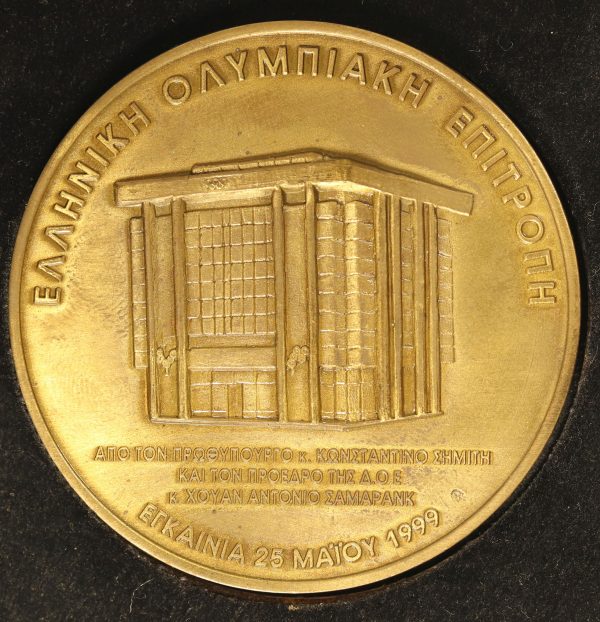 ΕΛΛΗΝΙΚΗ ΟΛΥΜΠΙΑΚΗ ΕΠΙΤΡΟΠΗ
ΑΠΟ ΤΟΝ ΠΡΩΘΥΠΟΥΡΓΟ κ. ΚΩΝΣΤΑΝΤΙΝΟ ΣΗΜΙΤΗ
ΚΑΙ ΤΟΝ ΠΡΟΕΔΡΟ ΤΗΣ Δ.Ο Ε
κ. ΧΟΥΑΝ ΑΝΤΟΝΙΟ ΣΑΜΑΡΑΝΚ
ΕΓΚΑΙΝΙΑ 25 ΜΑΪΟΥ 1999